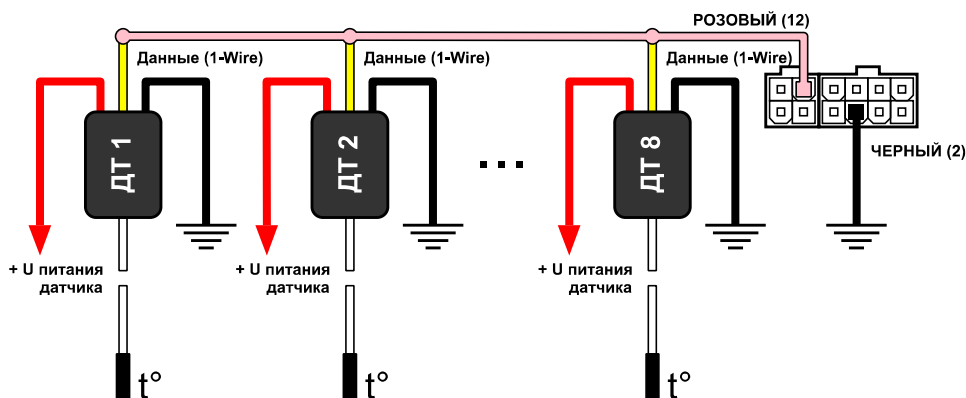 РОЗОВЫЙ (12)
Данные (1-Wire)
Данные (1-Wire)
Данные (1-Wire)
ДТ 1
ДТ 2
...
ДТ 8
ЧЕРНЫЙ (2)
+ U питания
датчика
+ U питания
датчика
+ U питания
датчика
t°
t°
t°